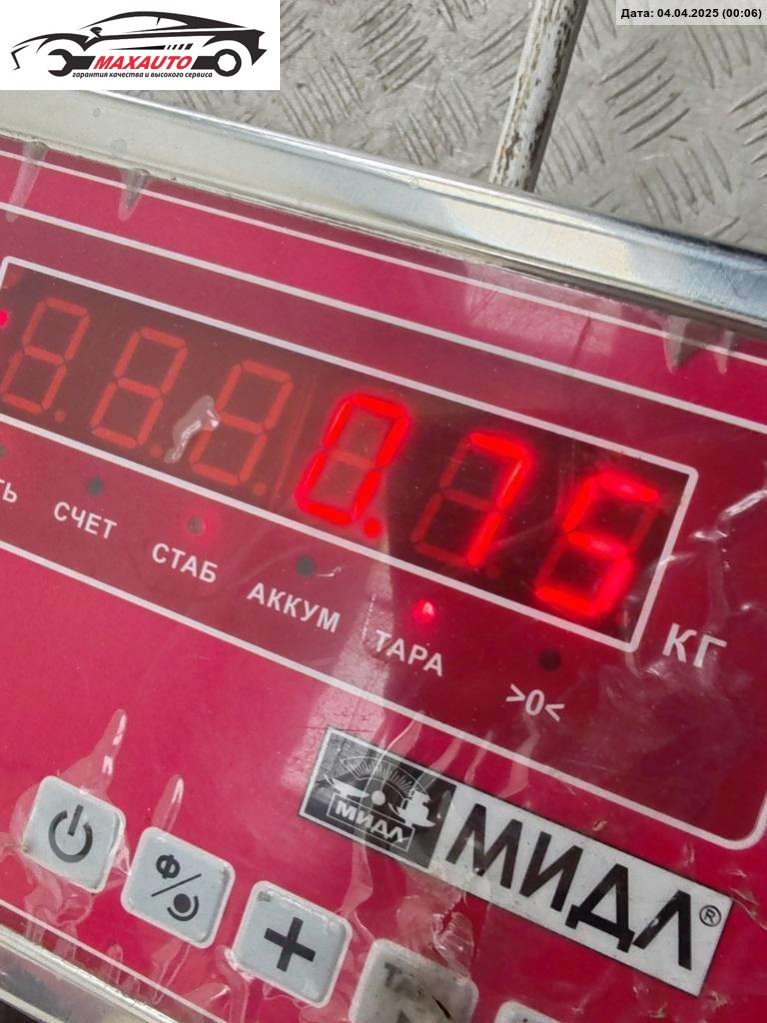 MAXAUTO
гарантия качества и высокого сервиса
Дата: 04.04.2025 (00:06)
0.75
КГ
СЧЕТ
СТАБ
АККУМ
ТАРА
>0<
МИДЛ
МИДЛ®
Ф